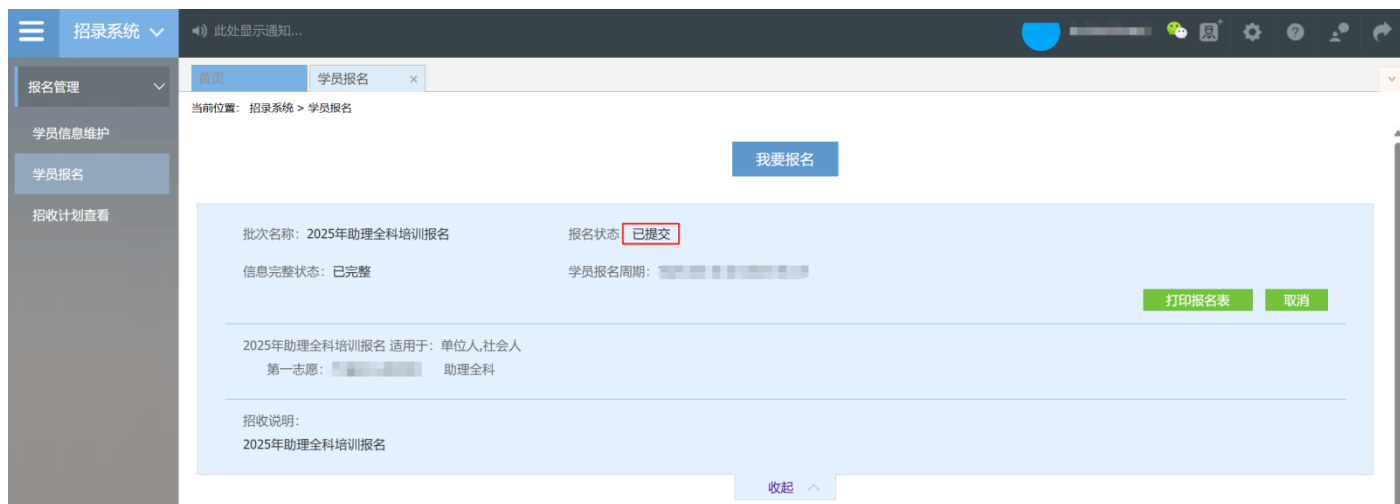 招录系统
此处显示通知...
报名管理
首页
学员报名 ×
当前位置： 招录系统 > 学员报名
学员信息维护
学员报名
招收计划查看
我要报名
批次名称：2025年助理全科培训报名 报名状态 已提交
信息完整状态：已完整 学员报名周期：
打印报名表 取消
2025年助理全科培训报名 适用于：单位人,社会人
第一志愿： 助理全科
招收说明：
2025年助理全科培训报名
收起